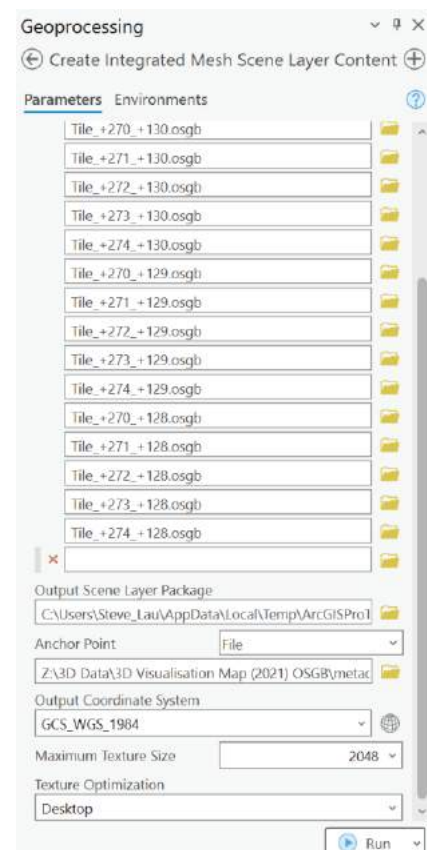 Geoprocessing
Create Integrated Mesh Scene Layer Content
Parameters Environments
Tile_+270_+130.osgb
Tile_+271_+130.osgb
Tile_+272_+130.osgb
Tile_+273_+130.osgb
Tile_+274_+130.osgb
Tile_+270_+129.osgb
Tile_+271_+129.osgb
Tile_+272_+129.osgb
Tile_+273_+129.osgb
Tile_+274_+129.osgb
Tile_+270_+128.osgb
Tile_+271_+128.osgb
Tile_+272_+128.osgb
Tile_+273_+128.osgb
Tile_+274_+128.osgb
Output Scene Layer Package
C:\Users\Steve_Lau\AppData\Local\Temp\ArcGISProT
Anchor Point File
Z:\3D Data\3D Visualisation Map (2021) OSGB\metac
Output Coordinate System
GCS_WGS_1984
Maximum Texture Size 2048
Texture Optimization
Desktop
Run